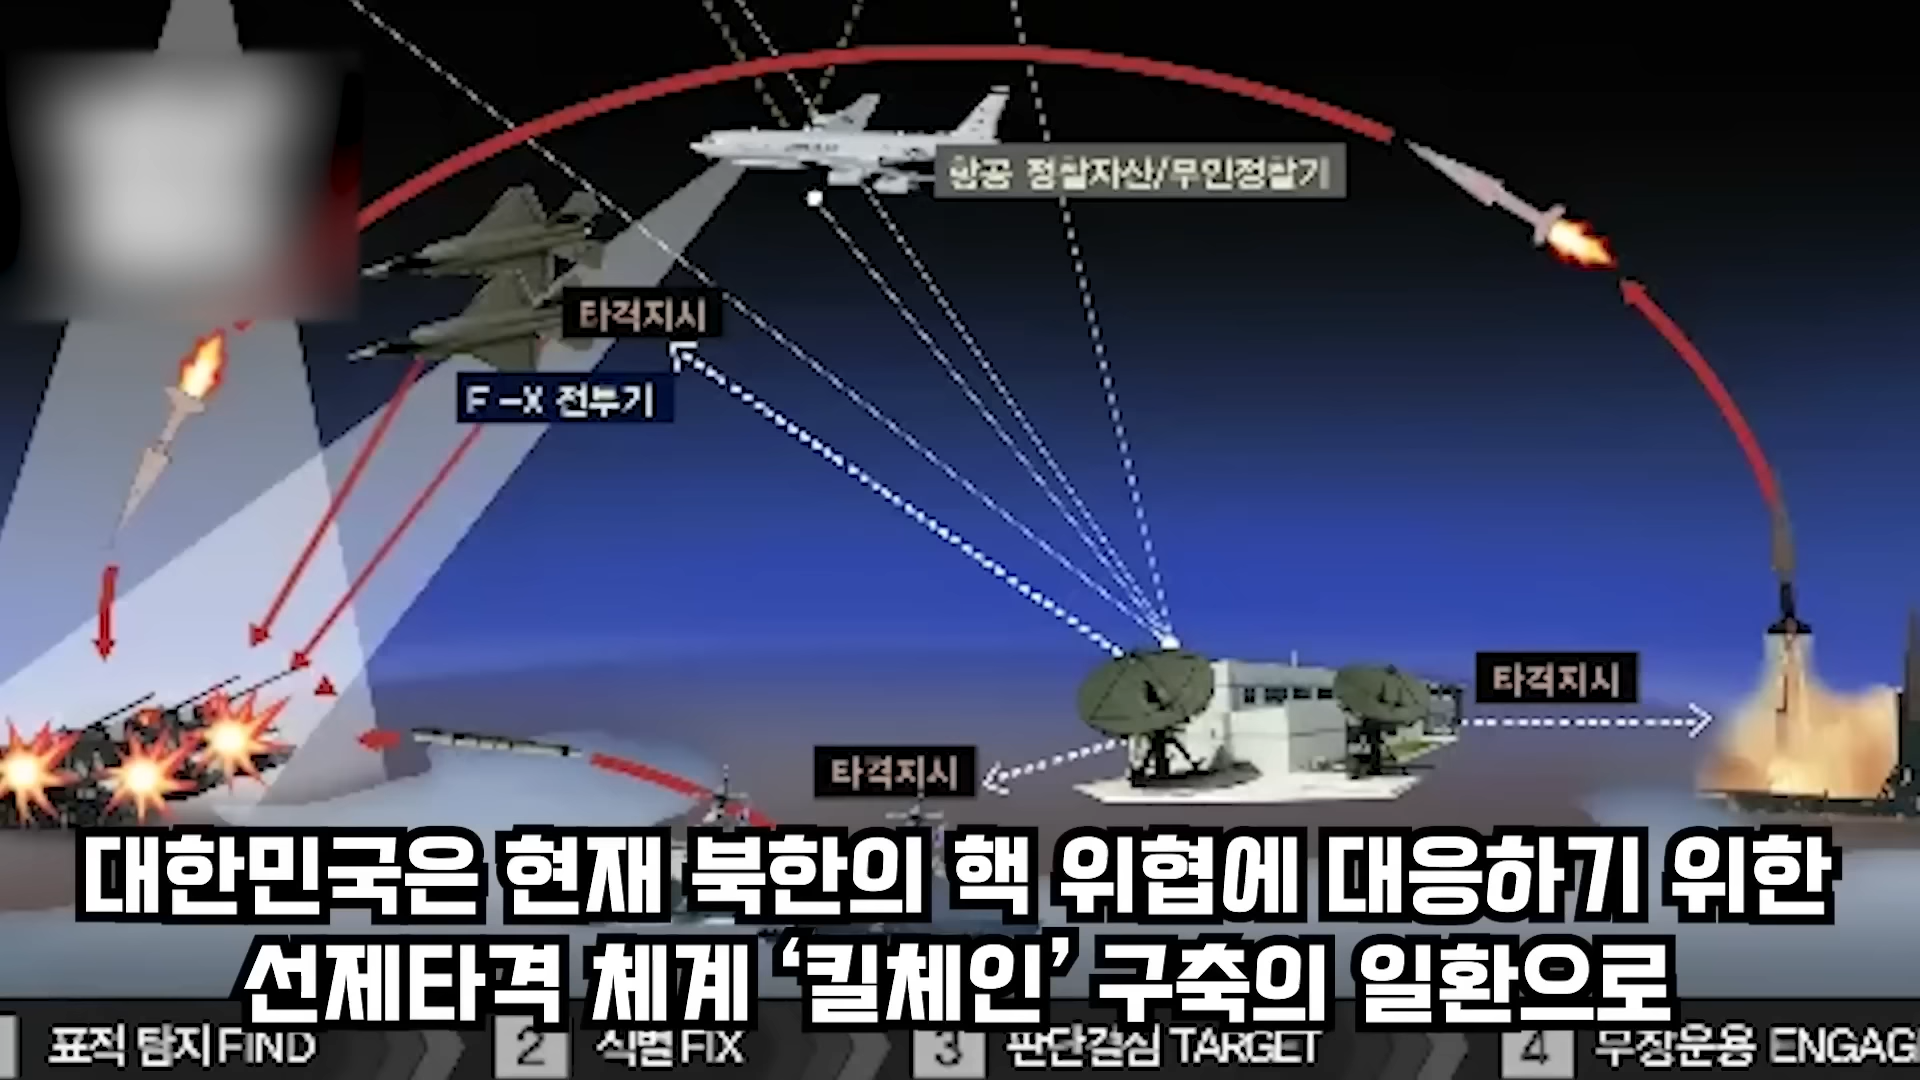 항공 정찰자산/무인정찰기
타격지시
F-X 전투기
타격지시
타격지시
대한민국은 현재 북한의 핵 위협에 대응하기 위한
선제타격 체계 ‘킬체인’ 구축의 일환으로
표적 탐지 FIND
2 식별 FIX
3 판단결심 TARGET
4 무장운용 ENGAG